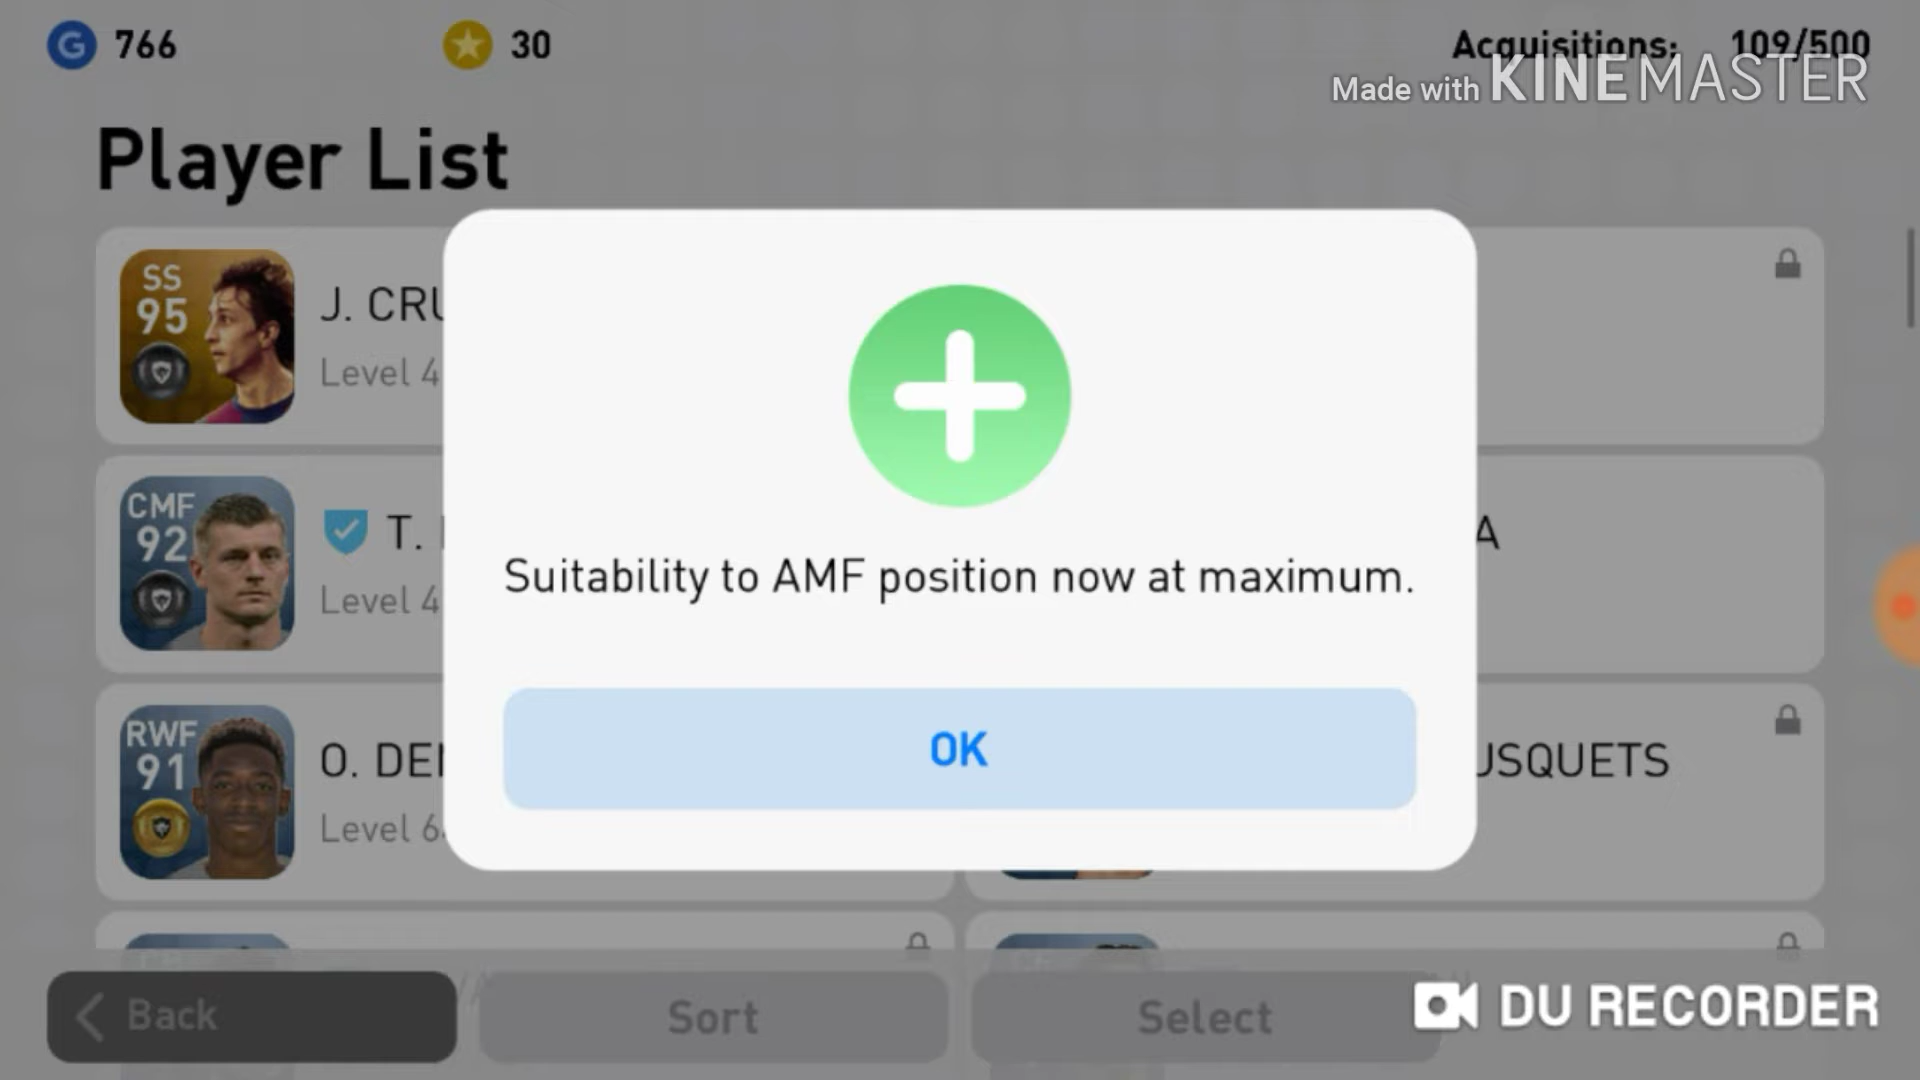 G 766
30
Acquisitions: 109/500
Made with KINEMASTER
Player List
SS
95
J. CRU
Level 4
CMF
92
T.
Level 4
A
RWF
91
O. DE
Level 6
USQUETS
Suitability to AMF position now at maximum.
OK
Back
Sort
Select
DU RECORDER